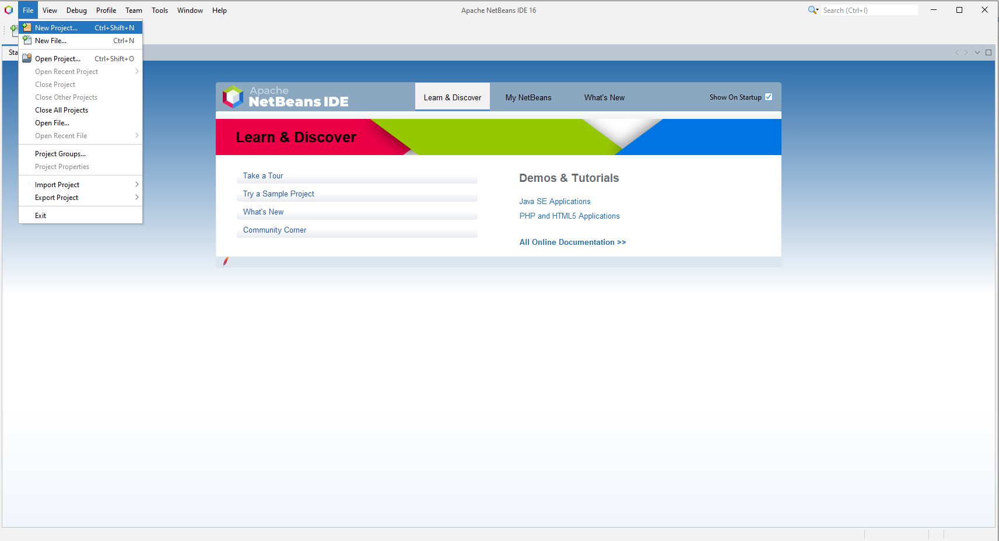 File View Debug Profile Team Tools Window Help
Apache NetBeans IDE 16
Search (Ctrl+I)
New Project... Ctrl+Shift+N
New File... Ctrl+N
Open Project... Ctrl+Shift+O
Open Recent Project
Close Project
Close Other Projects
Close All Projects
Open File...
Open Recent File
Project Groups...
Project Properties
Import Project
Export Project
Exit
Sta
Apache
NetBeans IDE
Learn & Discover
My NetBeans
What's New
Show On Startup
Learn & Discover
Take a Tour
Try a Sample Project
What's New
Community Corner
Demos & Tutorials
Java SE Applications
PHP and HTML5 Applications
All Online Documentation >>